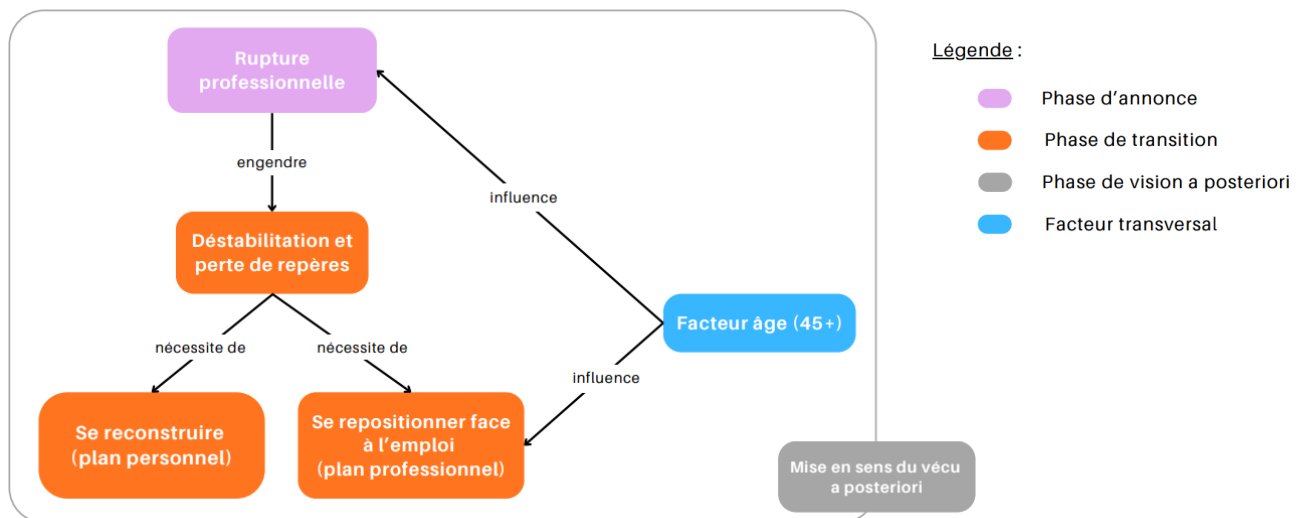 Rupture
professionnelle
engendre
influence
Déstabilitation et
perte de repères
Facteur âge (45+)
nécessite de
nécessite de
influence
Se reconstruire
(plan personnel)
Se repositionner face
à l'emploi
(plan professionnel)
Mise en sens du vécu
a posteriori
Légende :
Phase d'annonce
Phase de transition
Phase de vision a posteriori
Facteur transversal